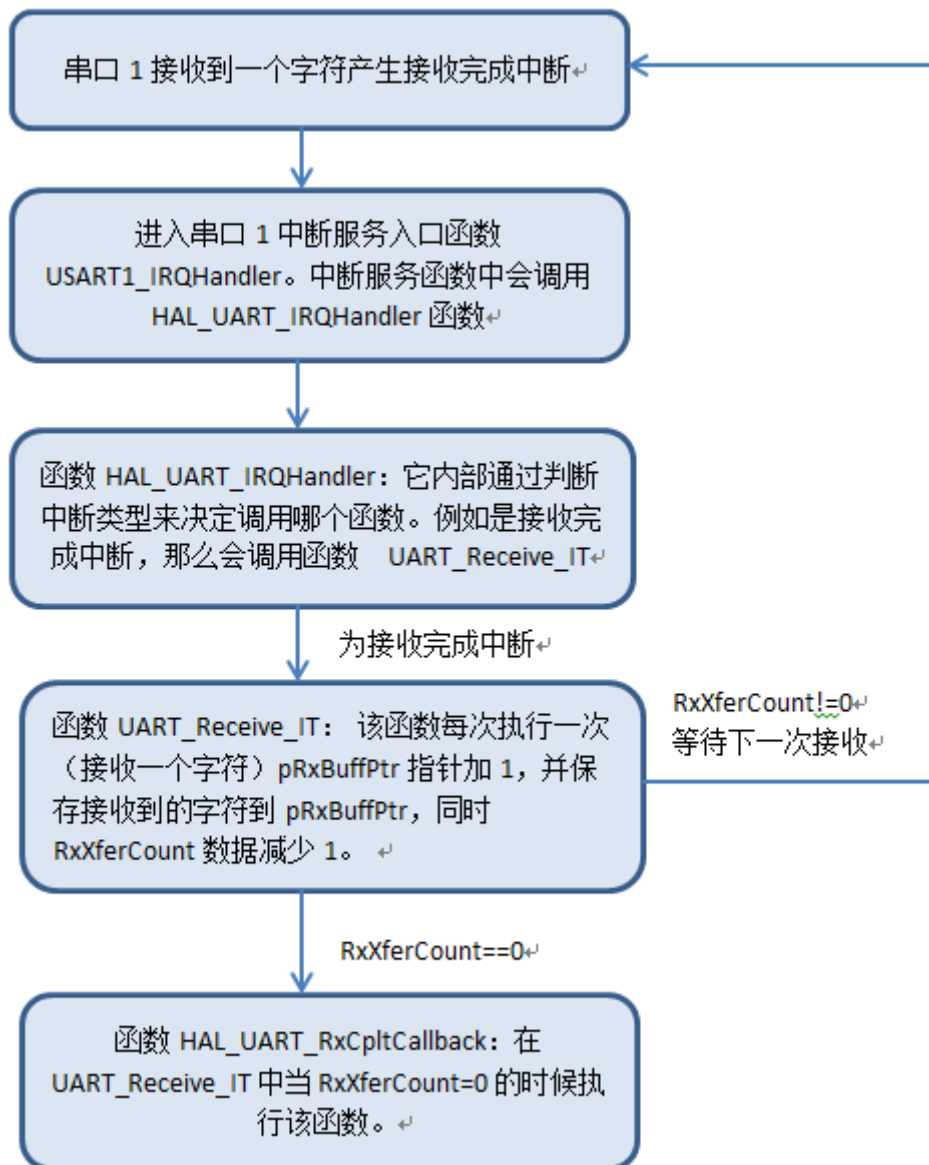 串口 1 接收到一个字符产生接收完成中断↵
进入串口 1 中断服务入口函数
USART1_IRQHandler。中断服务函数中会调用
HAL_UART_IRQHandler 函数↵
函数 HAL_UART_IRQHandler：它内部通过判断
中断类型来决定调用哪个函数。例如是接收完
成中断，那么会调用函数 UART_Receive_IT↵
为接收完成中断↵
函数 UART_Receive_IT： 该函数每次执行一次
（接收一个字符）pRxBuffPtr 指针加 1，并保
存接收到的字符到 pRxBuffPtr，同时
RxXferCount 数据减少 1。 ↵
RxXferCount!=0↵
等待下一次接收↵
RxXferCount==0↵
函数 HAL_UART_RxCpltCallback：在
UART_Receive_IT 中当 RxXferCount=0 的时候执
行该函数。↵